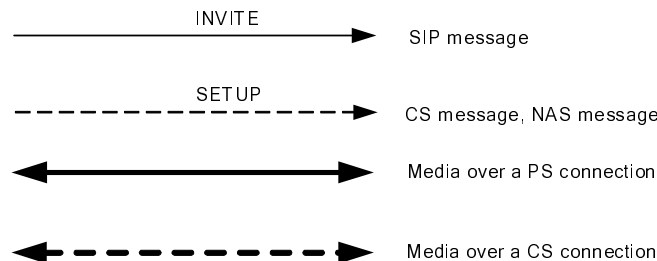 INVITE
SIP message
SETUP
CS message, NAS message
Media over a PS connection
Media over a CS connection